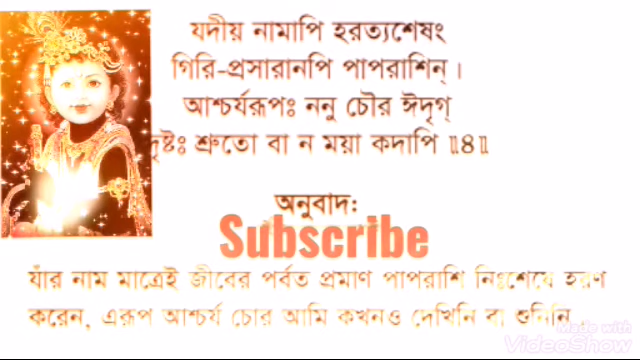 যদীয় নামাপি হরত্যশেষং
গিরি-প্রসারানপি পাপরাশিন্ ।
আশ্চর্যরূপঃ ননু চৌর ঈদৃগ্
দৃষ্টঃ শ্রুতো বা ন ময়া কদাপি ॥৪॥
অনুবাদ:
Subscribe
যাঁর নাম মাত্রেই জীবের পর্বত প্রমাণ পাপরাশি নিঃশেষে হরণ
করেন, এরূপ আশ্চর্য চোর আমি কখনও দেখিনি বা শুনিনি
Made with
VideoShow